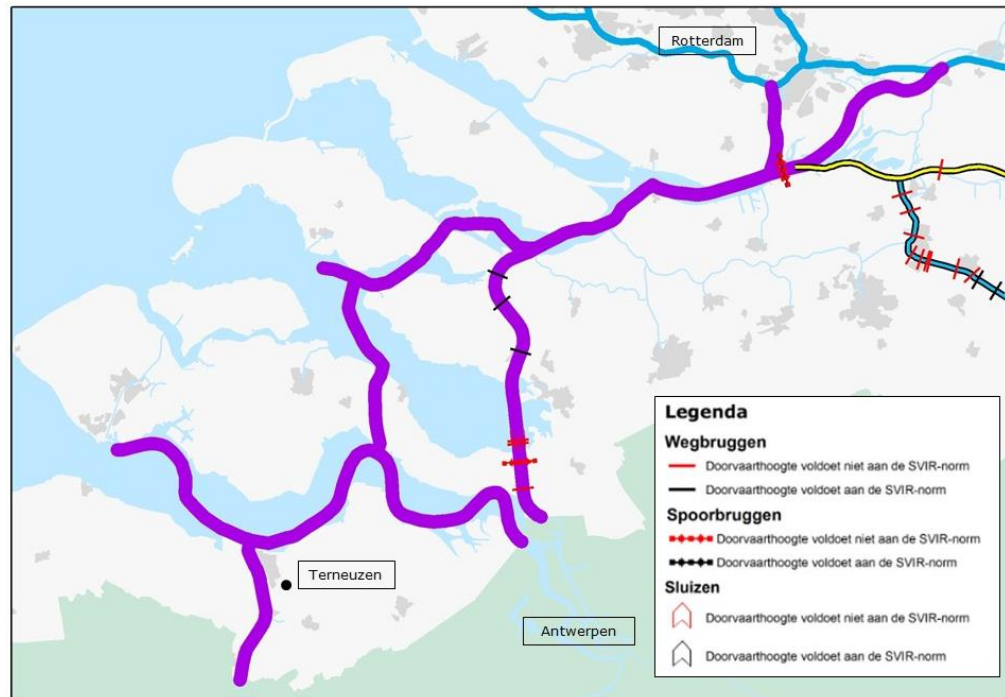 Rotterdam
Legenda
Wegbruggen
Doorvaarthoogte voldoet niet aan de SVIR-norm
Doorvaarthoogte voldoet aan de SVIR-norm
Spoorbruggen
Doorvaarthoogte voldoet niet aan de SVIR-norm
Doorvaarthoogte voldoet aan de SVIR-norm
Sluizen
Doorvaarthoogte voldoet niet aan de SVIR-norm
Doorvaarthoogte voldoet aan de SVIR-norm
Terneuzen
Antwerpen